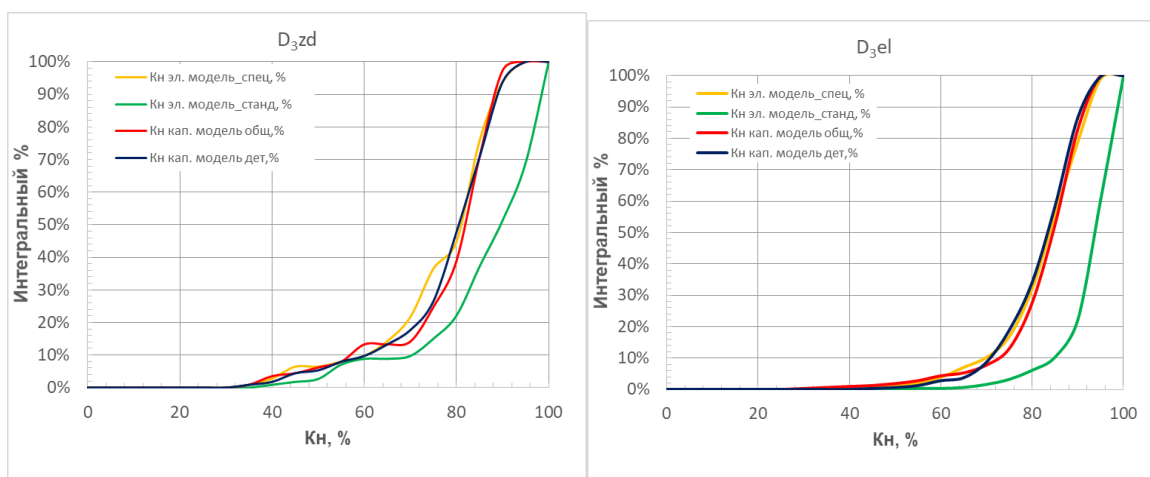 D₃zd
100%
90%
80%
70%
60%
50%
40%
30%
20%
10%
0%
Интегральный %
Кн эл. модель_спец, %
Кн эл. модель_станд, %
Кн кап. модель общ,%
Кн кап. модель дет,%
0 20 40 60 80 100
Кн, %
D₃el
100%
90%
80%
70%
60%
50%
40%
30%
20%
10%
0%
Интегральный %
Кн эл. модель_спец, %
Кн эл. модель_станд, %
Кн кап. модель общ,%
Кн кап. модель дет,%
0 20 40 60 80 100
Кн, %